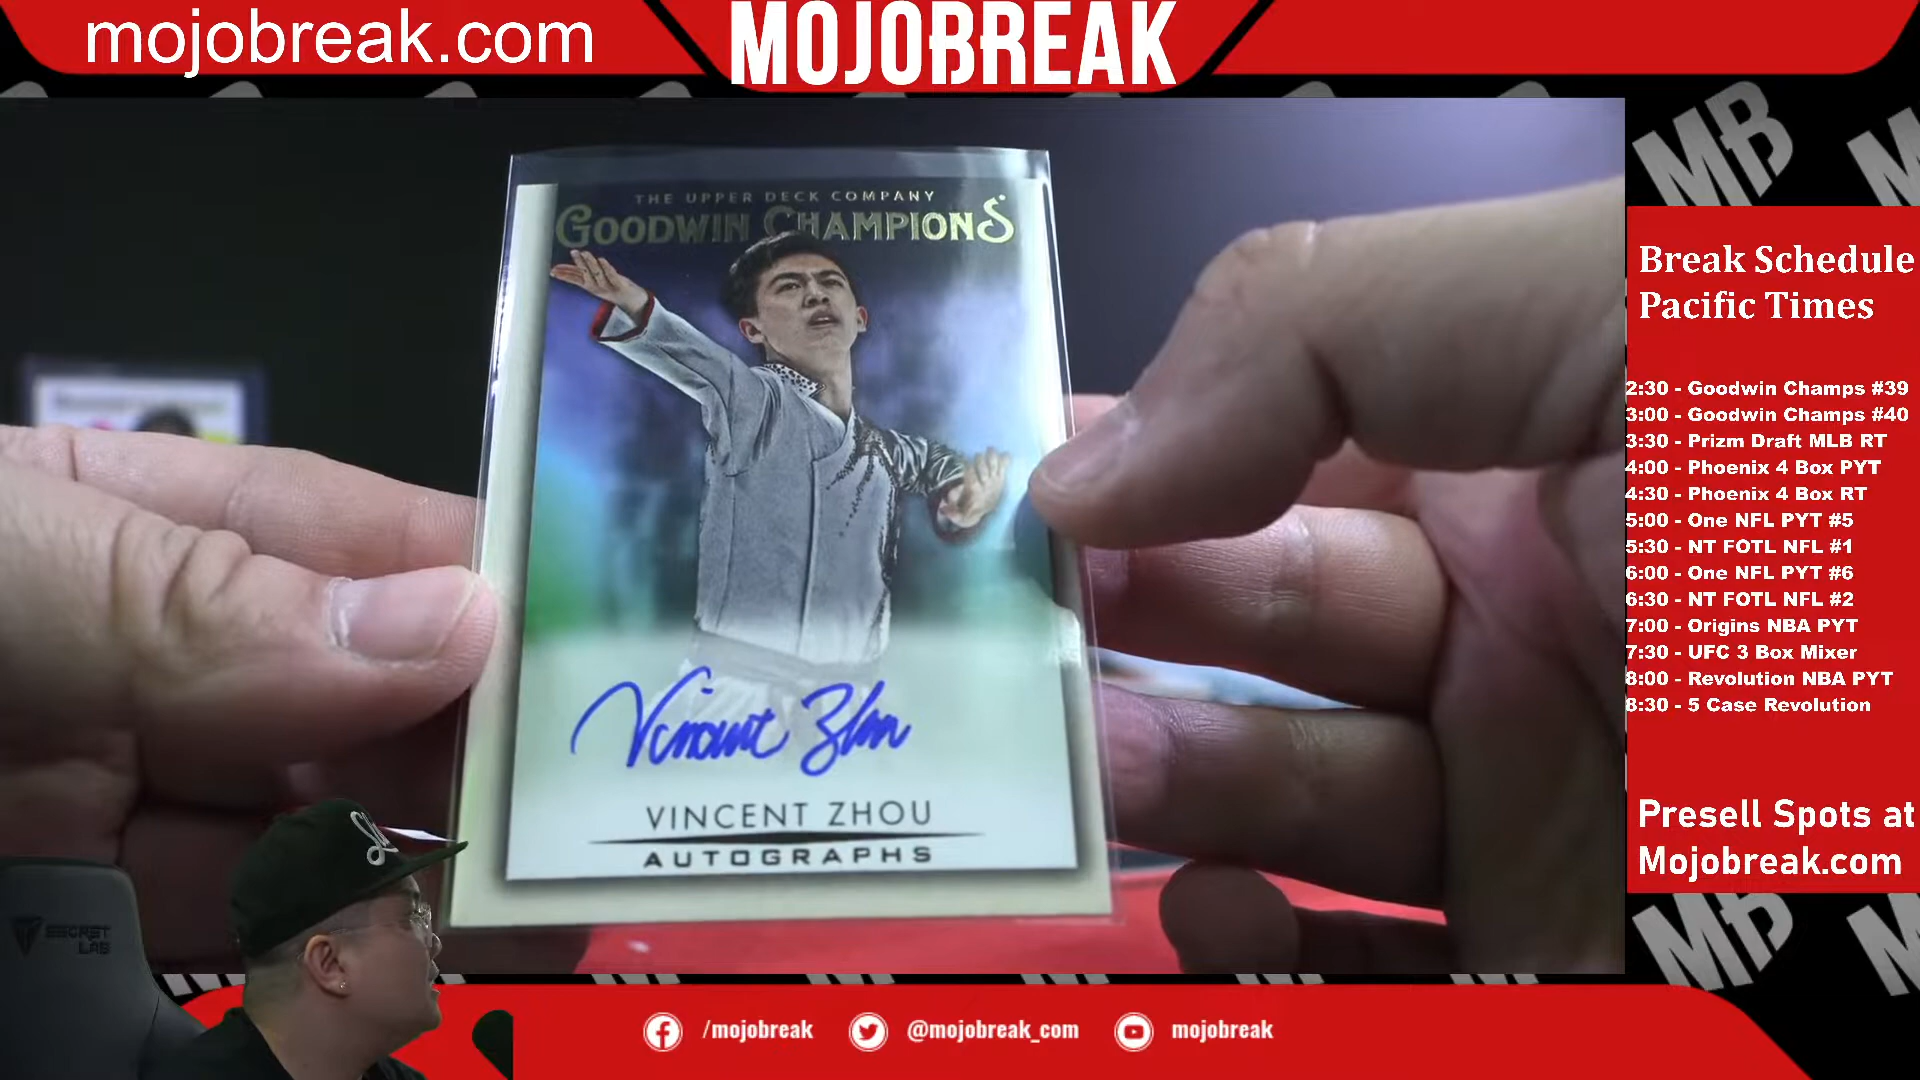 mojobreak.com
MOJOBREAK
THE UPPER DECK COMPANY
GOODWIN CHAMPIONS
Vincent Zhou
VINCENT ZHOU
AUTOGRAPHS
SECRET
LAB
MB
MB
Break Schedule
Pacific Times
2:30 - Goodwin Champs #39
3:00 - Goodwin Champs #40
3:30 - Prizm Draft MLB RT
4:00 - Phoenix 4 Box PYT
4:30 - Phoenix 4 Box RT
5:00 - One NFL PYT #5
5:30 - NT FOTL NFL #1
6:00 - One NFL PYT #6
6:30 - NT FOTL NFL #2
7:00 - Origins NBA PYT
7:30 - UFC 3 Box Mixer
8:00 - Revolution NBA PYT
8:30 - 5 Case Revolution
Presell Spots at
Mojobreak.com
/mojobreak
@mojobreak_com
mojobreak